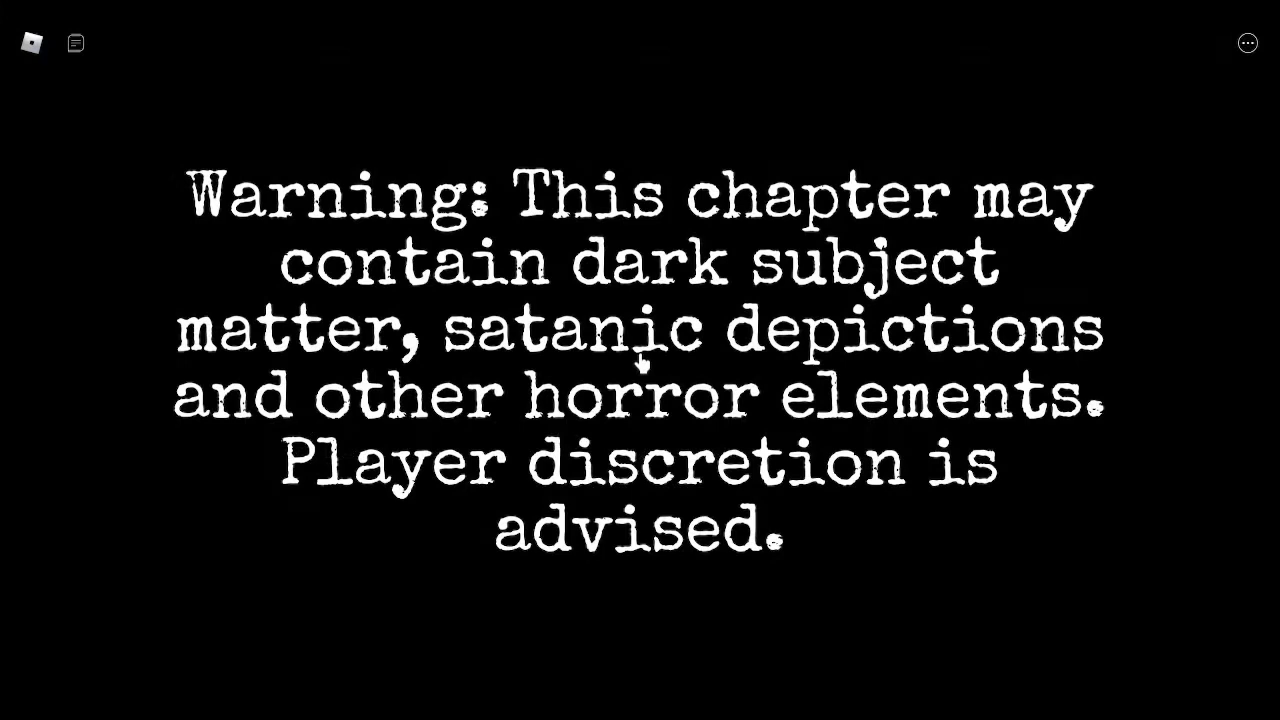 Warning: This chapter may
contain dark subject
matter, satanic depictions
and other horror elements.
Player discretion is
advised.